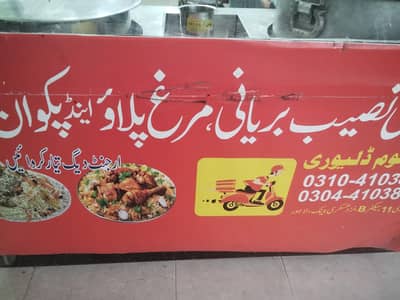 نصیب بریانی، مرغ پلاؤ اینڈ پکوان
ارجنٹ دیگ تیار کروائیں
ہوم ڈلیوری
0310-4103
0304-41038